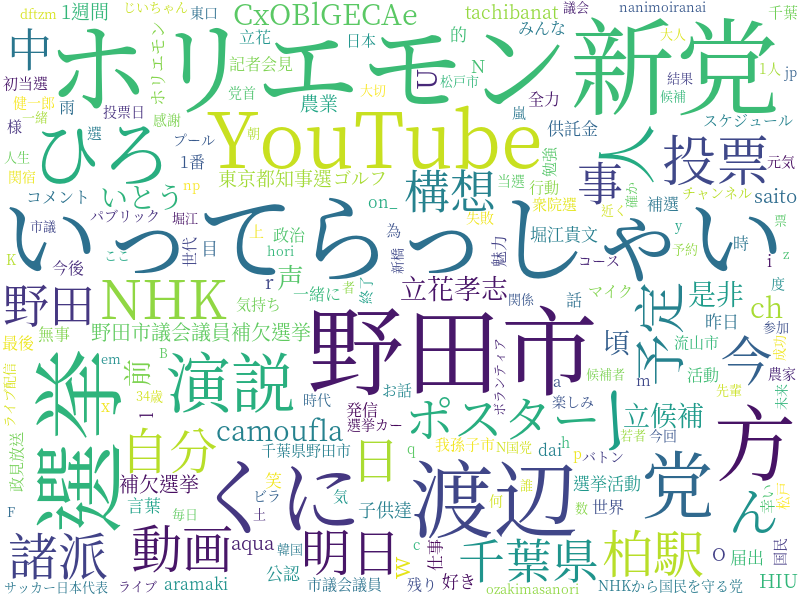 dftzm
1週間
じいちゃん
東口
CxOBlGECAe
tachibanat
nanimoiranai
議会
千葉
中
ホリエモン
立花
日本
的
N
みんな
大人
新党
初当選
ホリエモン
記者会見
U
松戸市
1人
jp
健一郎
雨
党首
農業
大切
嵐
全力
結果
候補
様
一緒
投票日
感謝
YouTube
供託金
スケジュール
ひろ
選
プール
朝
勉強
人
投票
元気
人生
1番
東京都知事選
ゴルフ
当選
関宿
いとう
np
構想
行動
確か
事
チャンネル
コメント
on_
衆院選
補選
saito
市議
パブリック
堀江
上
失敗
近く
y
票
いってらっしゃい
K
今後
ここ
世代
目
政治
hori
為
新橋
魅力
堀江貴文
コース
予約
時
z
i
度
野田
NHK
r
声
気持ち
一緒に
者
終了
立花孝志
関係
話
マイク
予定
是非
ch
無事
野田市議会議員補欠選挙
昨日
参加
成功
最後
em
B
前
野田市
頃
流山市
今
選挙
ライブ配信
x
34歳
演説
お話
時代
ボランティア
a
候補者
楽しみ
m
活動
先輩
農家
未来
l
発信
選挙カー
ポスター
立候補
方
政見放送
自分
camoufla
日
千葉県野田市
q
我孫子市
N国党
dai
h
P
バトン
若者
今回
補欠選挙
くに
笑
渡辺
何
誰
選挙活動
党
ん
幸い
松戸
言葉
ビラ
気
子供達
数
世界
F
毎日
土
諸派
動画
aqua
韓国
明日
w
c
仕事
千葉県
柏駅
O
届出
国民
サッカー日本代表
ライブ
aramaki
公認
市議会議員
残り
好き
ozakimasanori
NHKから国民を守る党
HIU